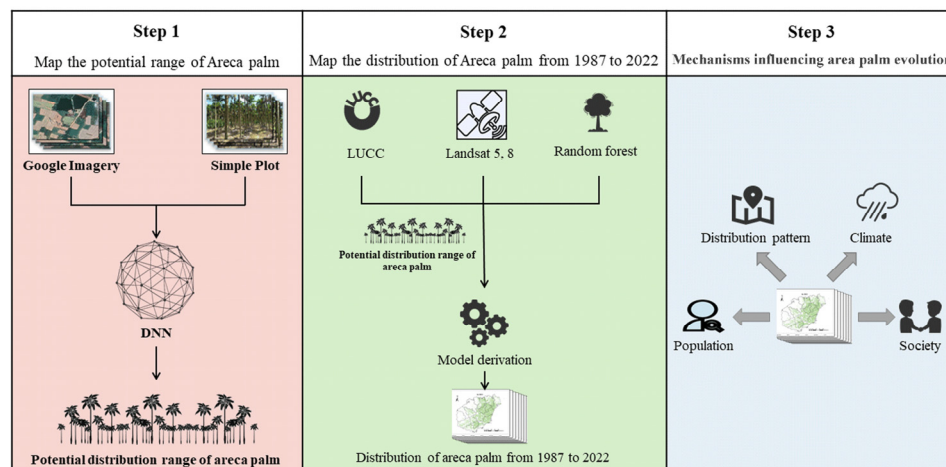 Step 1
Map the potential range of Areca palm
Google Imagery
Simple Plot
DNN
Potential distribution range of areca palm
Step 2
Map the distribution of Areca palm from 1987 to 2022
LUCC
LUCC
Landsat 5, 8
Random forest
Potential distribution range of
areca palm
Model derivation
Distribution of areca palm from 1987 to 2022
Step 3
Mechanisms influencing area palm evolution
Distribution pattern
Climate
Population
Society